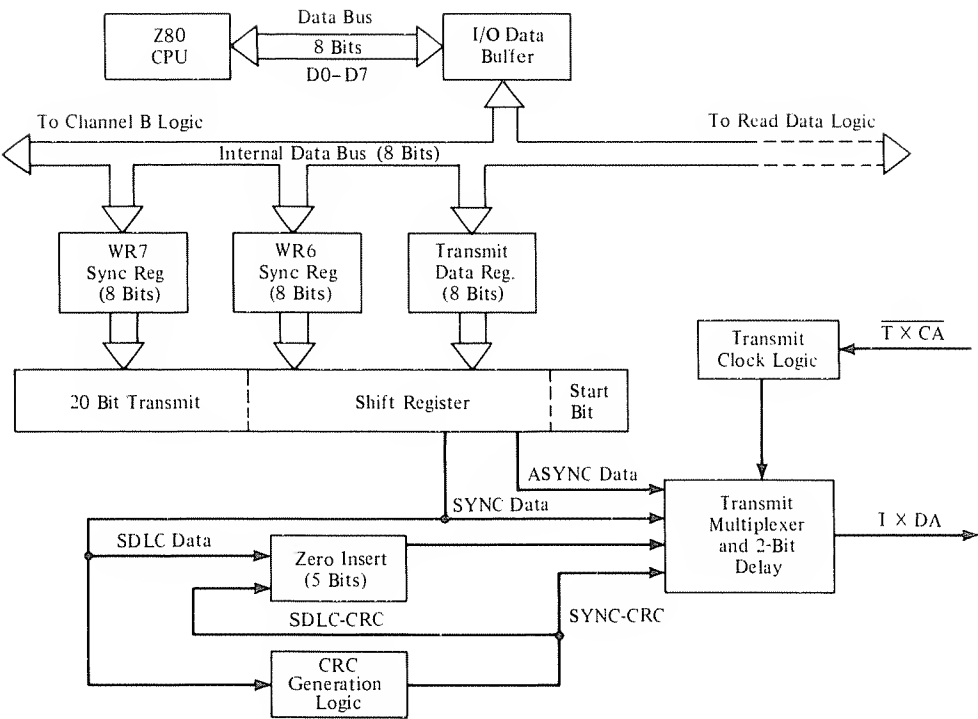 Z80
CPU
Data Bus
8 Bits
D0–D7
I/O Data
Buffer
To Channel B Logic
Internal Data Bus (8 Bits)
To Read Data Logic
WR7
Sync Reg
(8 Bits)
WR6
Sync Reg
(8 Bits)
Transmit
Data Reg.
(8 Bits)
Transmit
Clock Logic
T × CA
20 Bit Transmit
Shift Register
Start
Bit
ASYNC Data
SYNC Data
SDLC Data
Zero Insert
(5 Bits)
Transmit
Multiplexer
and 2-Bit
Delay
T × DA
SDLC-CRC
SYNC-CRC
CRC
Generation
Logic